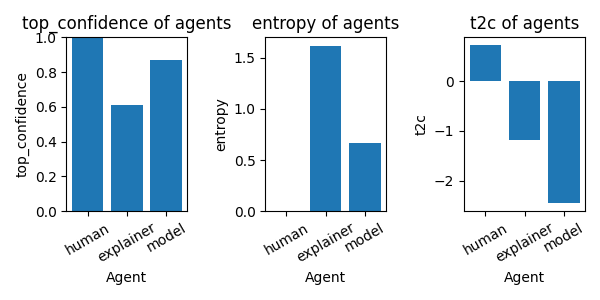 top_confidence of agents
top_confidence
1.0
0.8
0.6
0.4
0.2
0.0
human
explainer
model
Agent
entropy of agents
entropy
1.5
1.0
0.5
0.0
human
explainer
model
Agent
t2c of agents
t2c
0
−1
−2
human
explainer
model
Agent